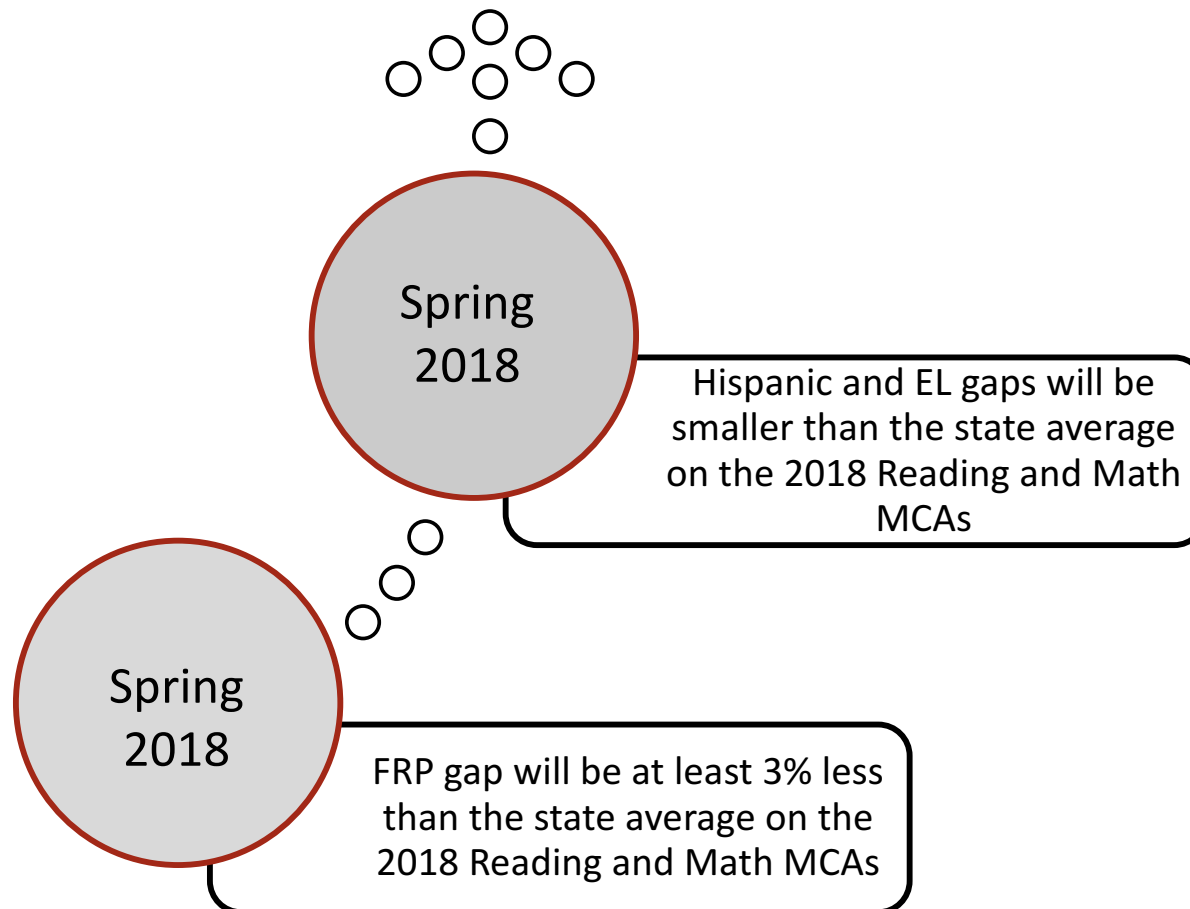 Spring
2018
Hispanic and EL gaps will be
smaller than the state average
on the 2018 Reading and Math
MCAs
Spring
2018
FRP gap will be at least 3% less
than the state average on the
2018 Reading and Math MCAs